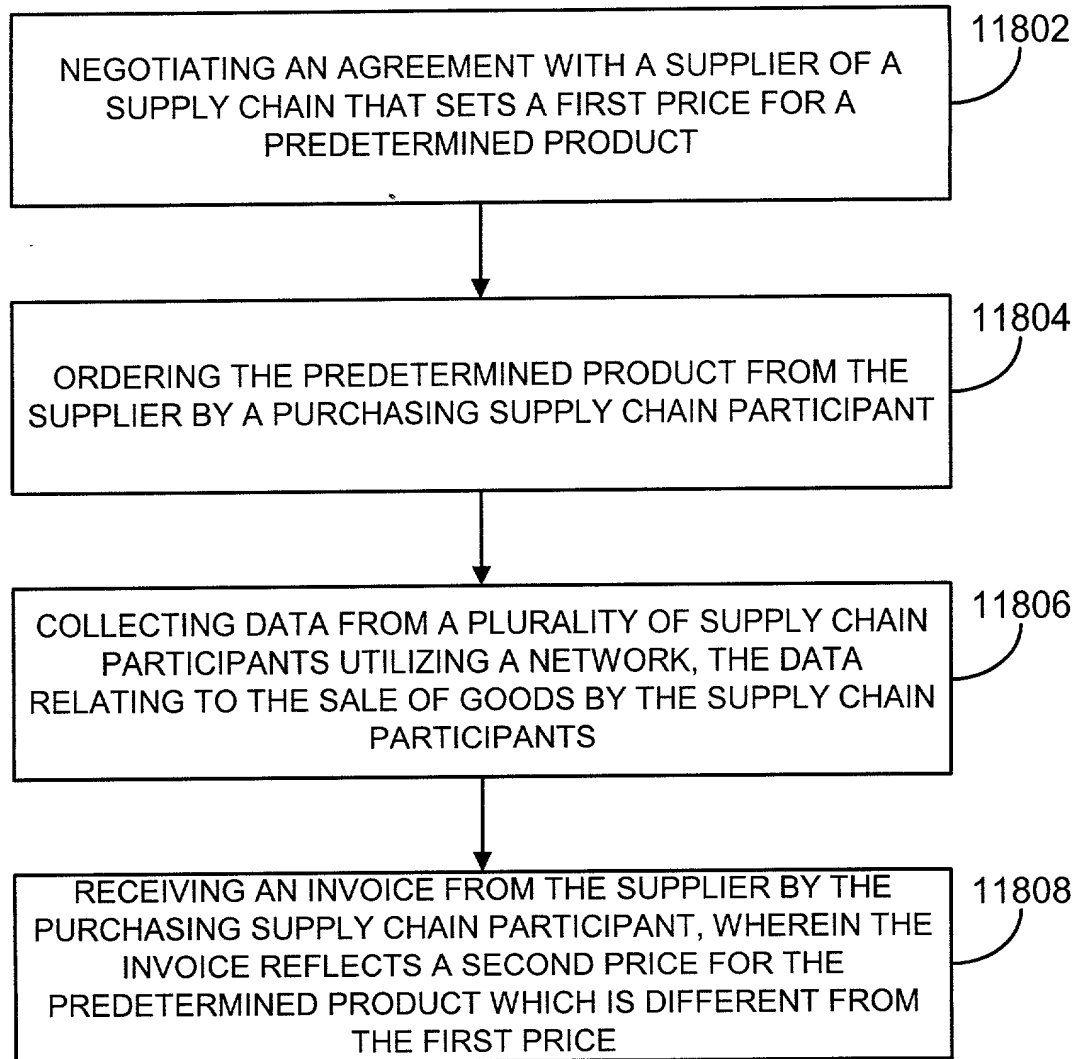 11802
NEGOTIATING AN AGREEMENT WITH A SUPPLIER OF A
SUPPLY CHAIN THAT SETS A FIRST PRICE FOR A
PREDETERMINED PRODUCT
11804
ORDERING THE PREDETERMINED PRODUCT FROM THE
SUPPLIER BY A PURCHASING SUPPLY CHAIN PARTICIPANT
11806
COLLECTING DATA FROM A PLURALITY OF SUPPLY CHAIN
PARTICIPANTS UTILIZING A NETWORK, THE DATA
RELATING TO THE SALE OF GOODS BY THE SUPPLY CHAIN
PARTICIPANTS
11808
RECEIVING AN INVOICE FROM THE SUPPLIER BY THE
PURCHASING SUPPLY CHAIN PARTICIPANT, WHEREIN THE
INVOICE REFLECTS A SECOND PRICE FOR THE
PREDETERMINED PRODUCT WHICH IS DIFFERENT FROM
THE FIRST PRICE